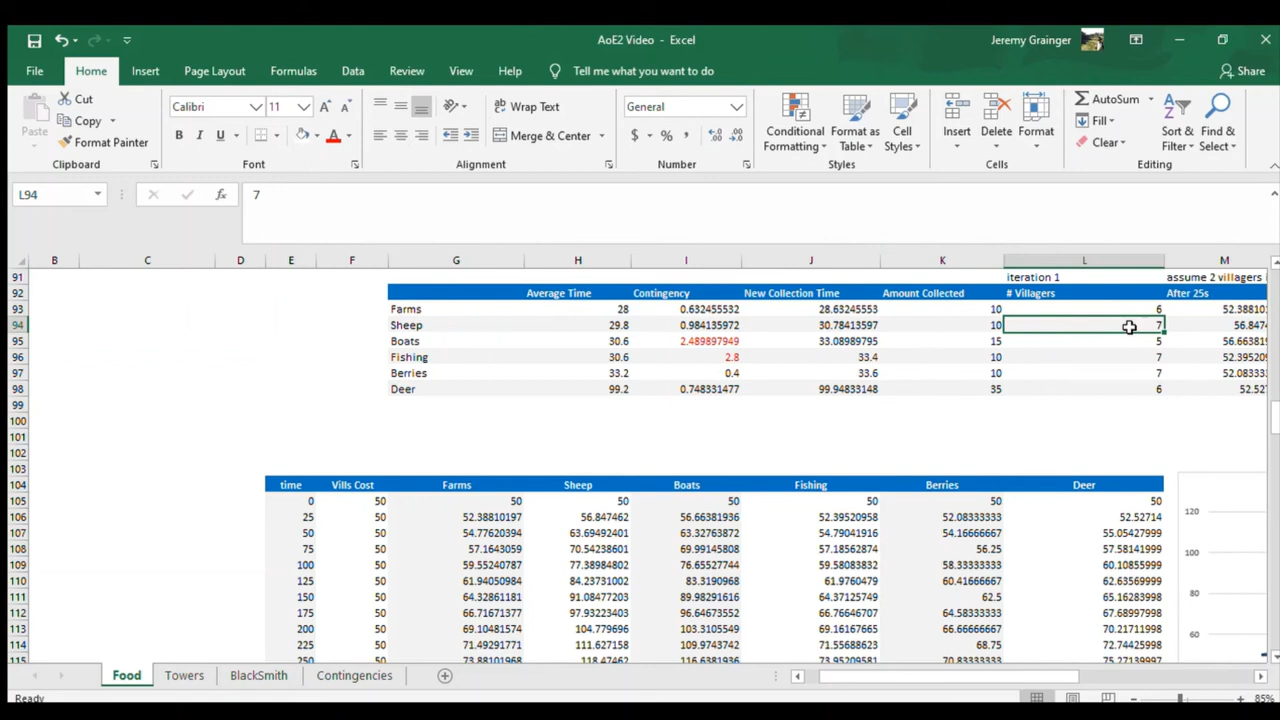 AoE2 Video - Excel
Jeremy Grainger
File Home Insert Page Layout Formulas Data Review View Help Tell me what you want to do Share
Cut
Copy
Format Painter
Paste
Calibri 11
B I U
Wrap Text
Merge & Center
General
$ % ,
Conditional Formatting
Format as Table
Cell Styles
Insert Delete Format
AutoSum
Fill
Clear
Sort & Filter
Find & Select
Clipboard Font Alignment Number Styles Cells Editing
L94 fx 7
B C D E F G H I J K L M
91 iteration 1 assume 2 villagers
92 Average Time Contingency New Collection Time Amount Collected # Villagers After 25s
93 Farms 28 0.632455532 28.63245553 10 6 52.388101
94 Sheep 29.8 0.984135972 30.78413597 10 7 56.8474
95 Boats 30.6 2.489897949 33.08989795 15 5 56.663819
96 Fishing 30.6 2.8 33.4 10 7 52.395209
97 Berries 33.2 0.4 33.6 10 7 52.083333
98 Deer 99.2 0.748331477 99.94833148 35 6 52.527
99
100
101
102
103
104 time Vills Cost Farms Sheep Boats Fishing Berries Deer
105 0 50 50 50 50 50 50 50
106 25 50 52.38810197 56.847462 56.66381936 52.39520958 52.08333333 52.52714
107 50 50 54.77620394 63.69492401 63.32763872 54.79041916 54.16666667 55.05427999
108 75 50 57.1643059 70.54238601 69.99145808 57.18562874 56.25 57.58141999
109 100 50 59.55240787 77.38984802 76.65527744 59.58083832 58.33333333 60.10855999
110 125 50 61.94050984 84.23731002 83.3190968 61.9760479 60.41666667 62.63569999
111 150 50 64.32861181 91.08477203 89.98291616 64.37125749 62.5 65.16283999
112 175 50 66.71671377 97.93223403 96.64673552 66.76646707 64.58333333 67.68997998
113 200 50 69.10481574 104.779696 103.3105549 69.16167665 66.66666667 70.21711998
114 225 50 71.49291771 111.627158 109.9743742 71.55688623 68.75 72.74425998
115 250 50 73.88101968 118.47462 116.6381936 73.95209581 70.83333333 75.27139998
120
100
80
60
Food Towers BlackSmith Contingencies
Ready
85%